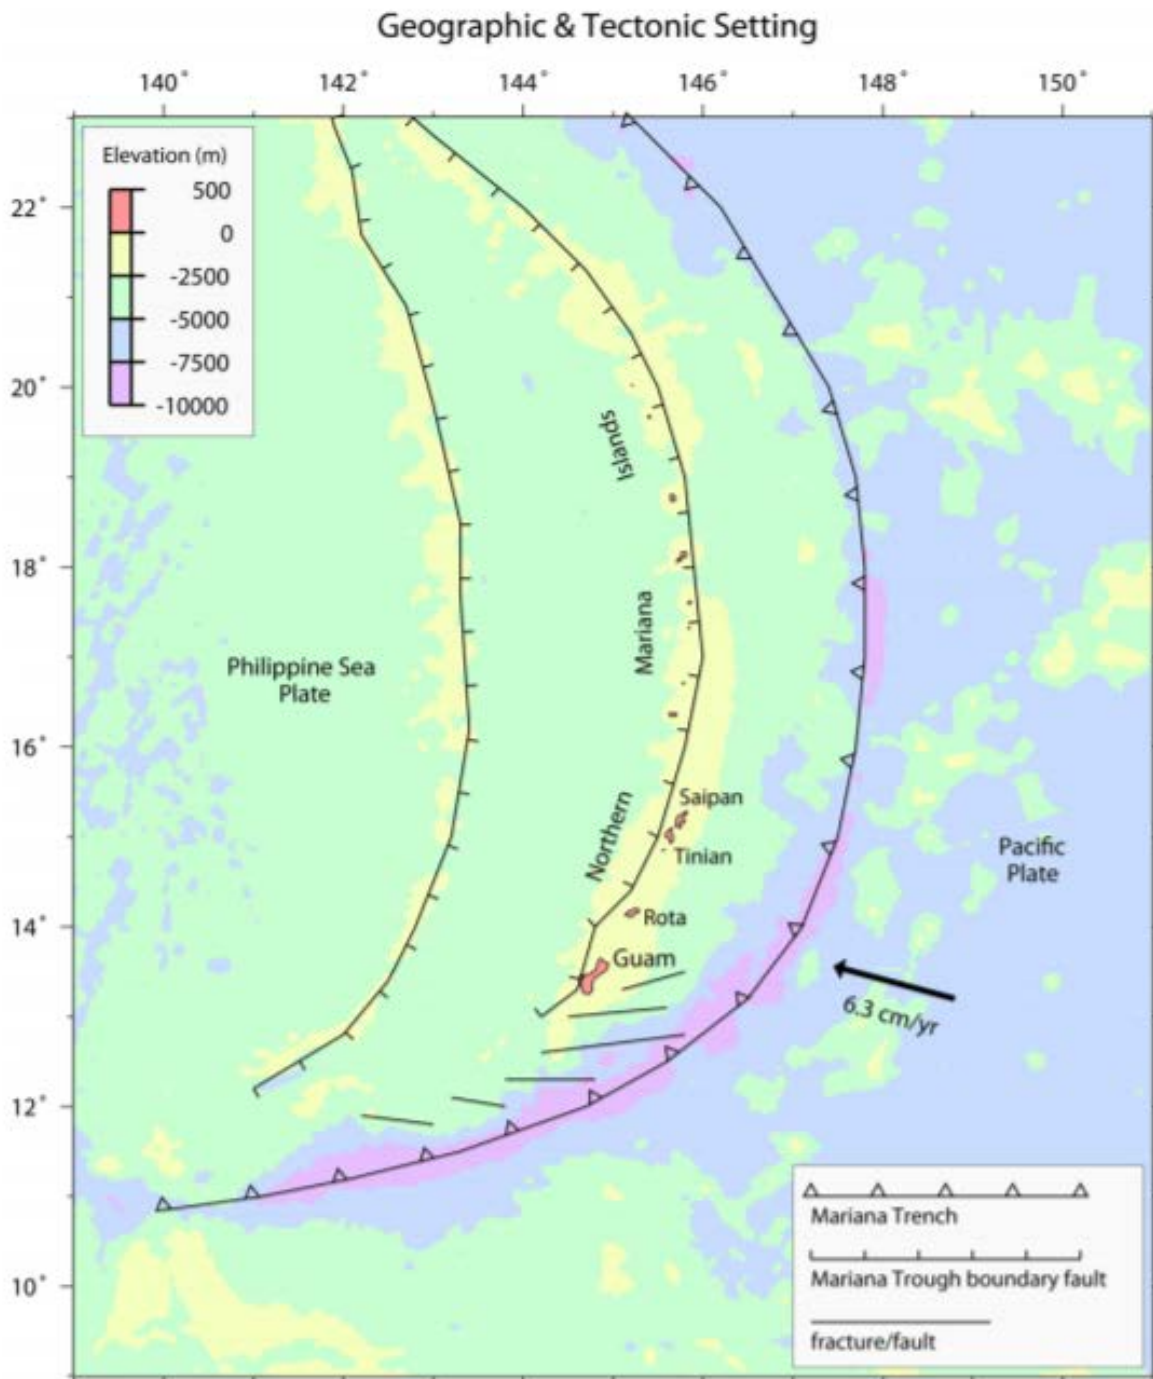 Geographic & Tectonic Setting
140° 142° 144° 146° 148° 150°
Elevation (m)
500
0
-2500
-5000
-7500
-10000
22°
20°
18°
16°
14°
12°
10°
Islands
Mariana
Northern
Philippine Sea
Plate
Saipan
Tinian
Rota
Guam
Pacific
Plate
6.3 cm/yr
Mariana Trench
Mariana Trough boundary fault
fracture/fault